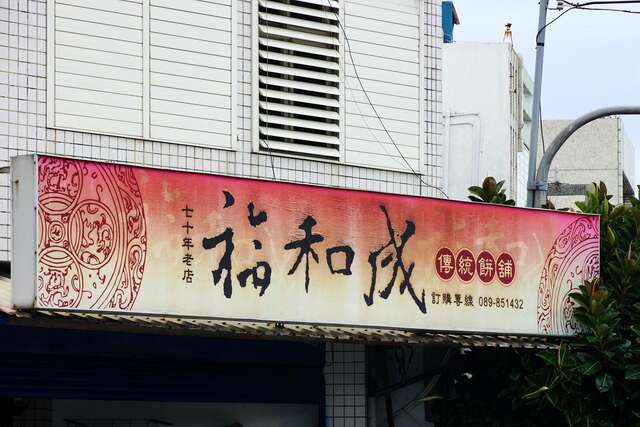 七十年老店
福和成
傳統餅舖
訂購專線 089-851432